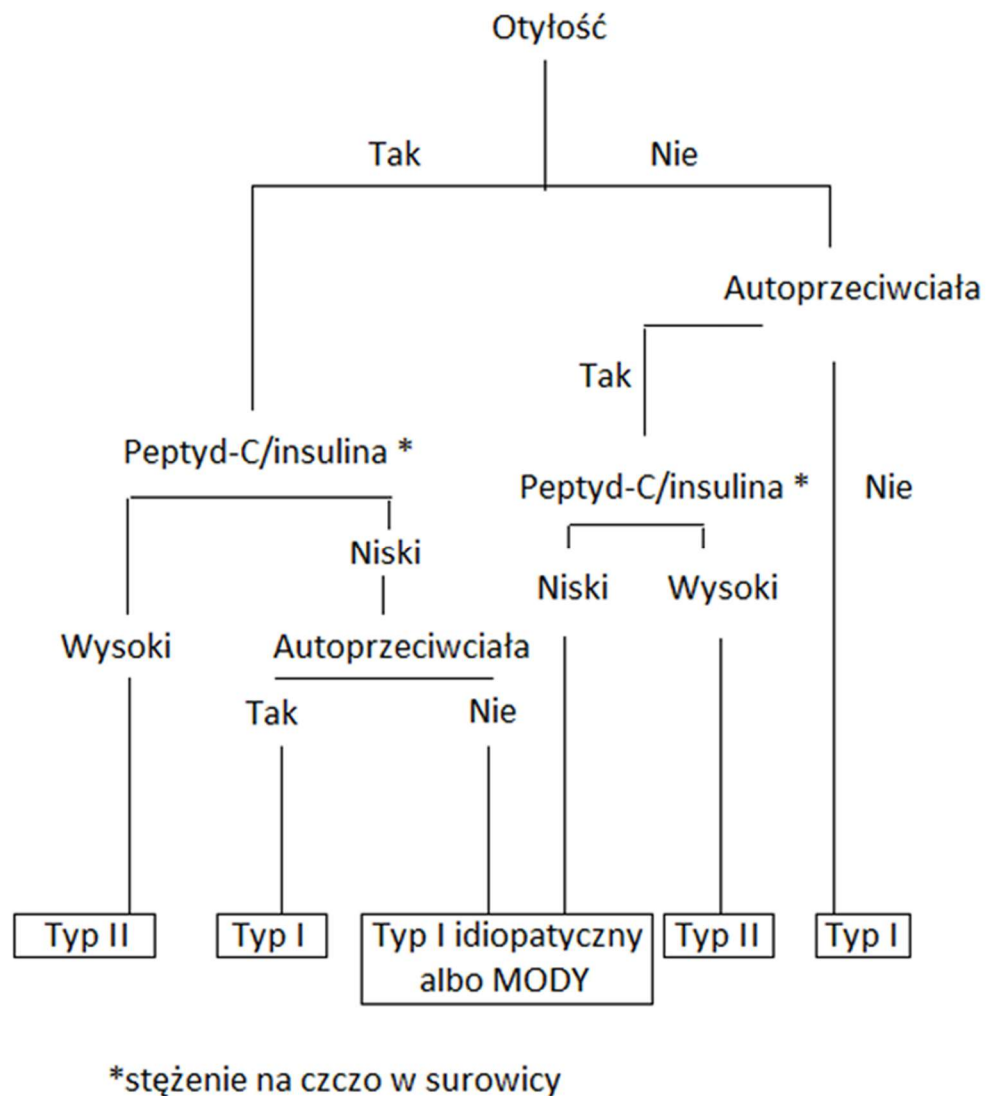 Otyłość
Tak
Nie
Autoprzeciwciała
Tak
Peptyd-C/insulina *
Peptyd-C/insulina *
Nie
Niski
Niski
Wysoki
Wysoki
Autoprzeciwciała
Tak
Nie
Typ II
Typ I
Typ I idiopatyczny
albo MODY
Typ II
Typ I
*stężenie na czczo w surowicy